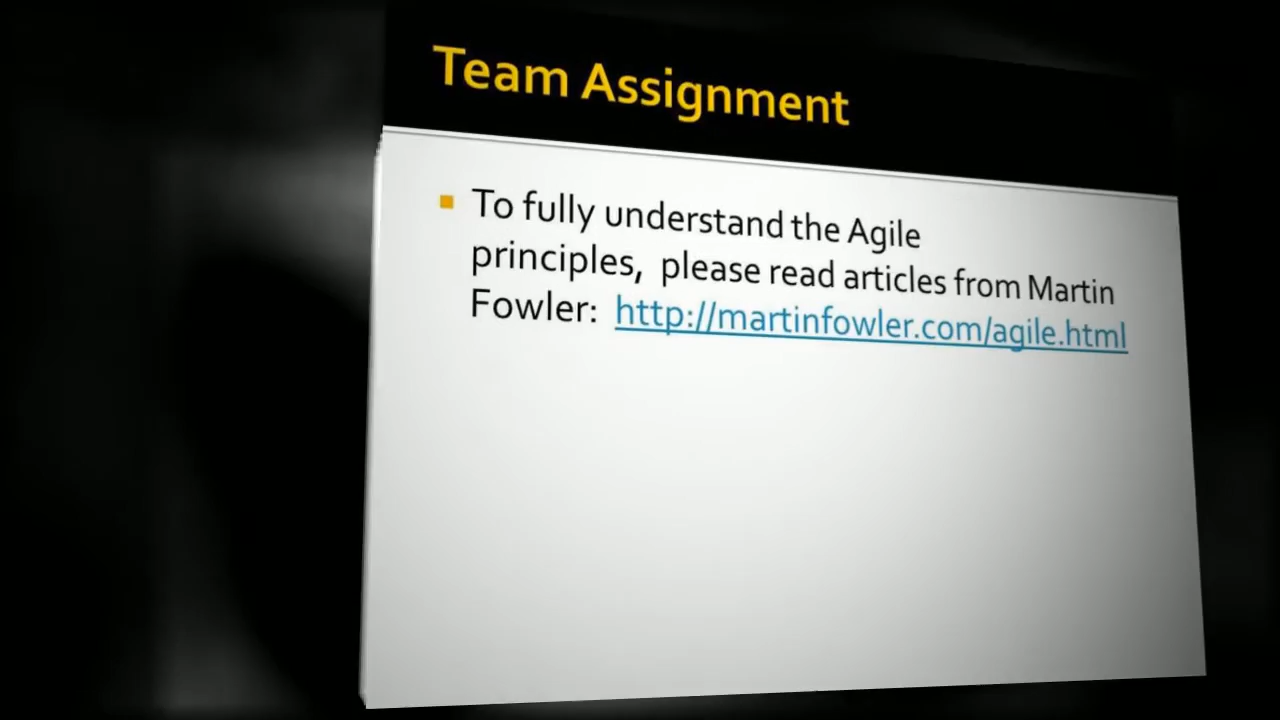 Team Assignment
To fully understand the Agile
principles, please read articles from Martin
Fowler: http://martinfowler.com/agile.html